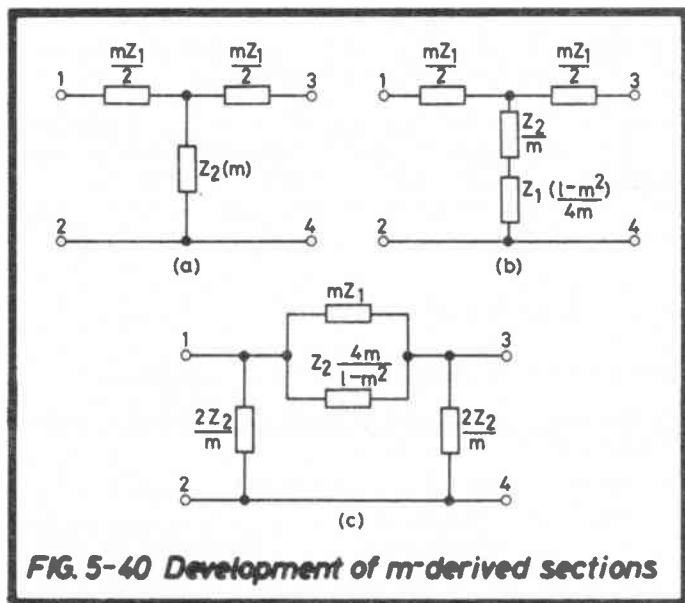 mZ1/2 mZ1/2
1 3
Z2(m)
2 4
(a)
mZ1/2 mZ1/2
1 3
Z2/m
Z1 (l-m²/4m)
2 4
(b)
mZ1
1 3
Z2 4m/l-m²
2Z2/m 2Z2/m
2 4
(c)
FIG. 5-40 Development of m-derived sections